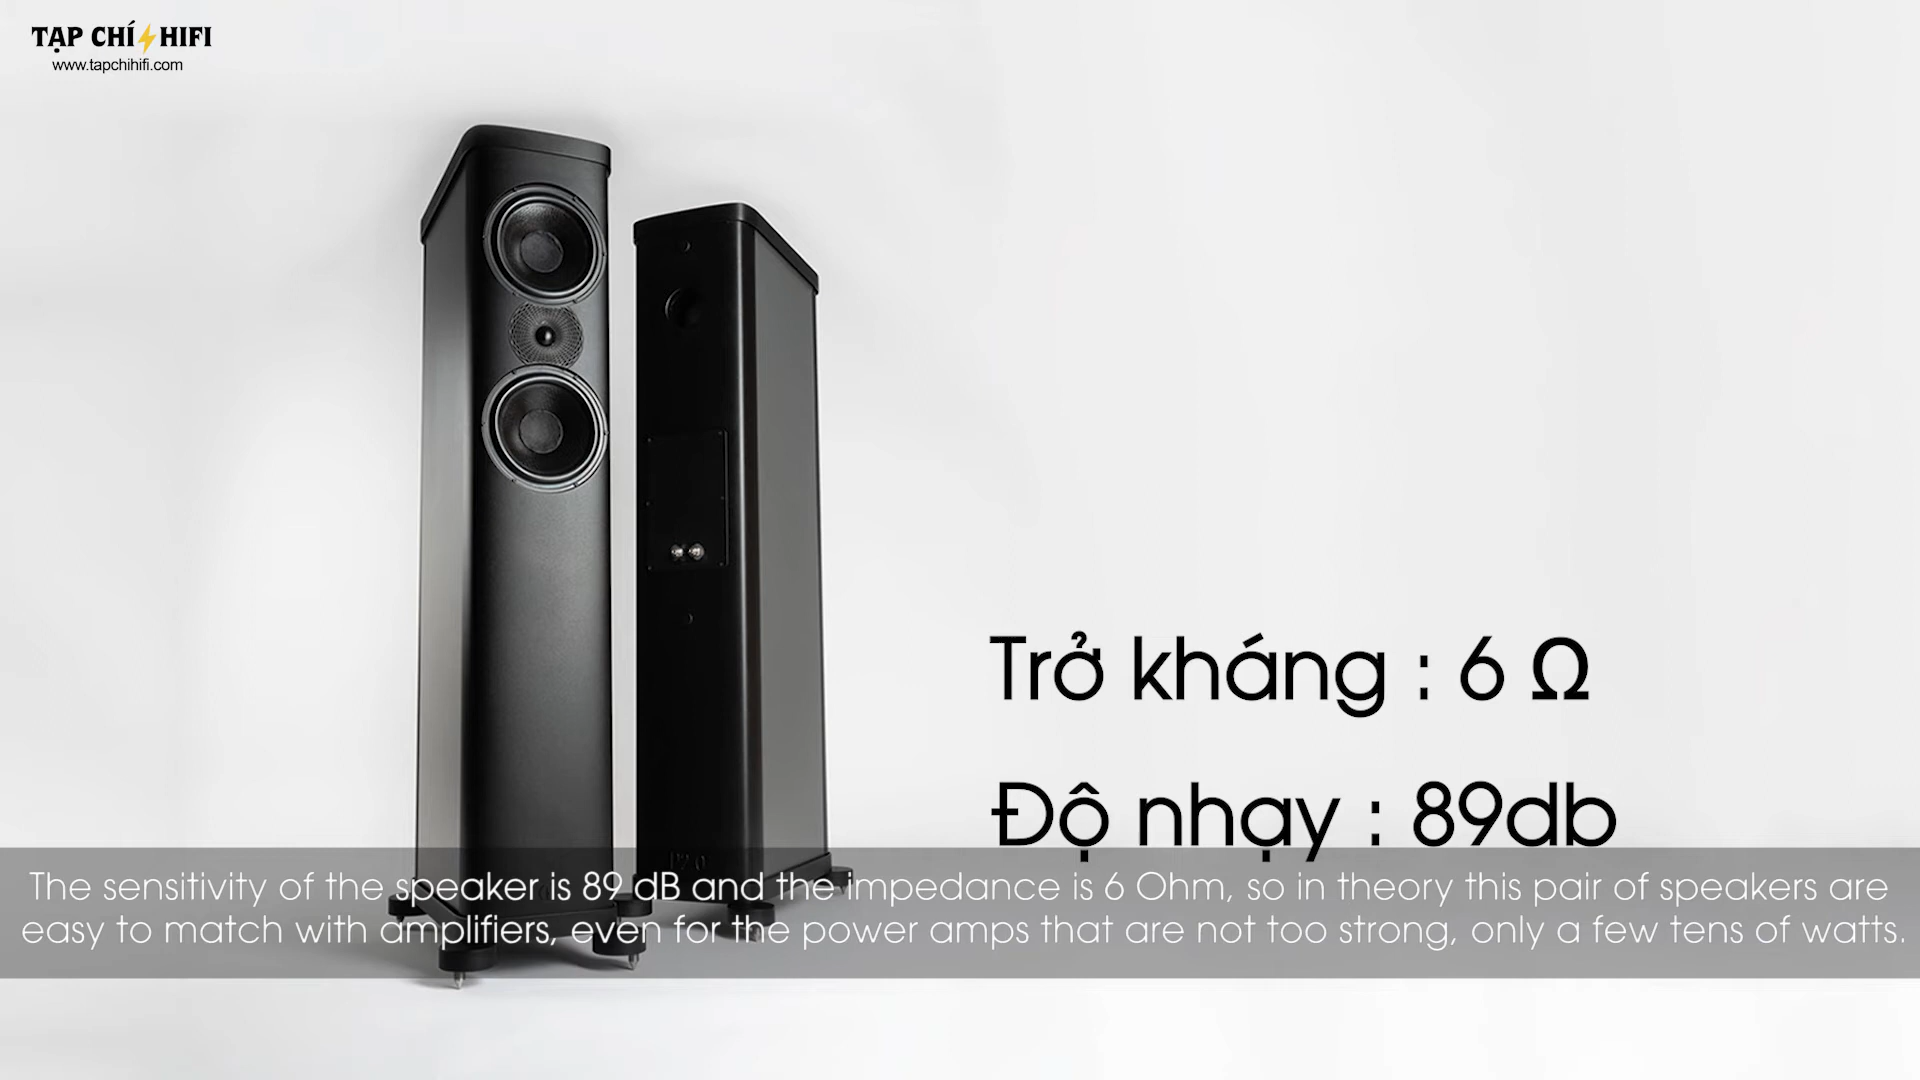 TẠP CHÍ HIFI
www.tapchihifi.com
Trở kháng : 6 Ω
Độ nhạy : 89db
The sensitivity of the speaker is 89 dB and the impedance is 6 Ohm, so in theory this pair of speakers are
easy to match with amplifiers, even for the power amps that are not too strong, only a few tens of watts.